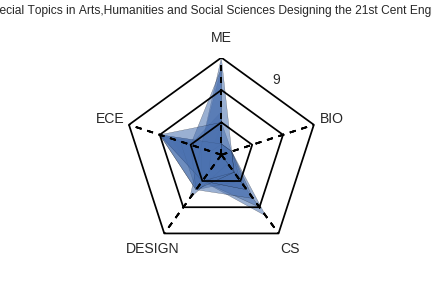 ecial Topics in Arts,Humanities and Social Sciences Designing the 21st Cent Eng
ME
9
ECE
BIO
DESIGN
CS